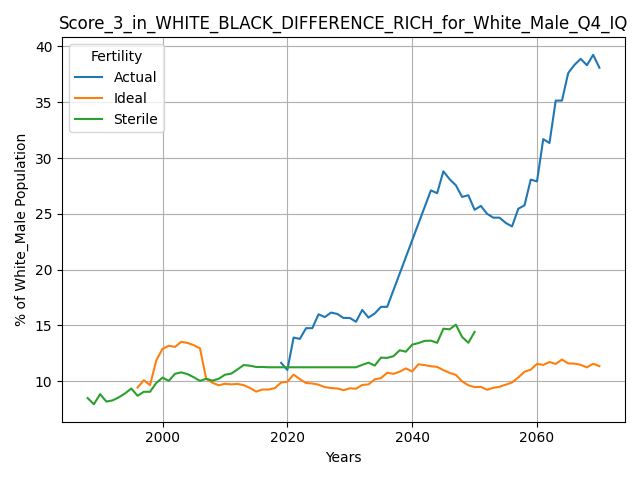 Score_3_in_WHITE_BLACK_DIFFERENCE_RICH_for_White_Male_Q4_IQ
Fertility
Actual
Ideal
Sterile
% of White_Male Population
40
35
30
25
20
15
10
2000
2020
2040
2060
Years